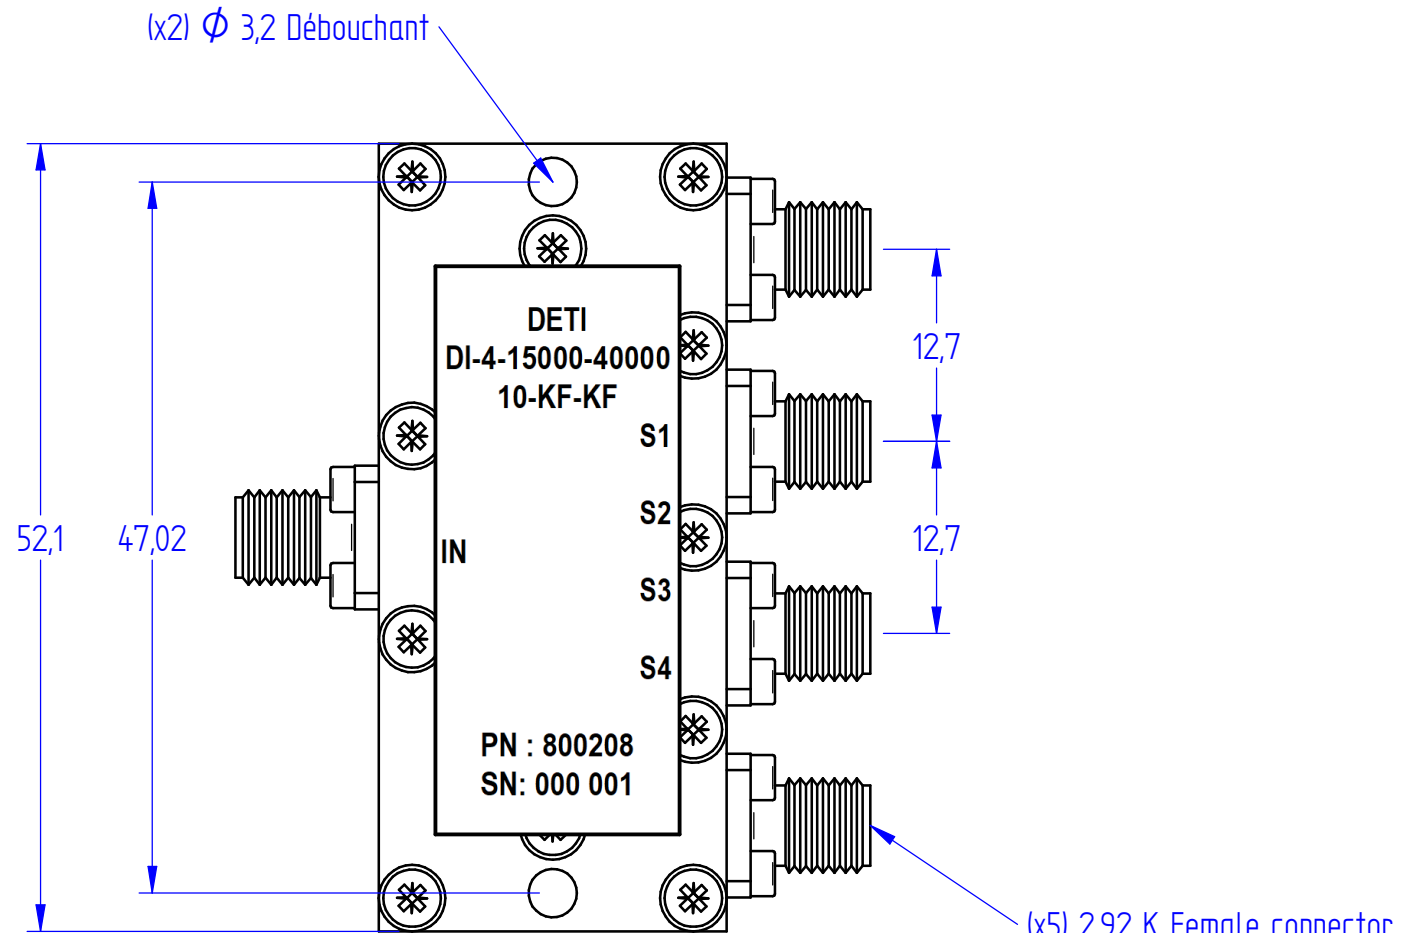 (x2) Ф 3,2 Débouchant
52,1
47,02
12,7
12,7
DETI
DI-4-15000-40000
10-KF-KF
S1
S2
IN
S3
S4
PN : 800208
SN: 000 001
(x5) 2.92 K Female connector